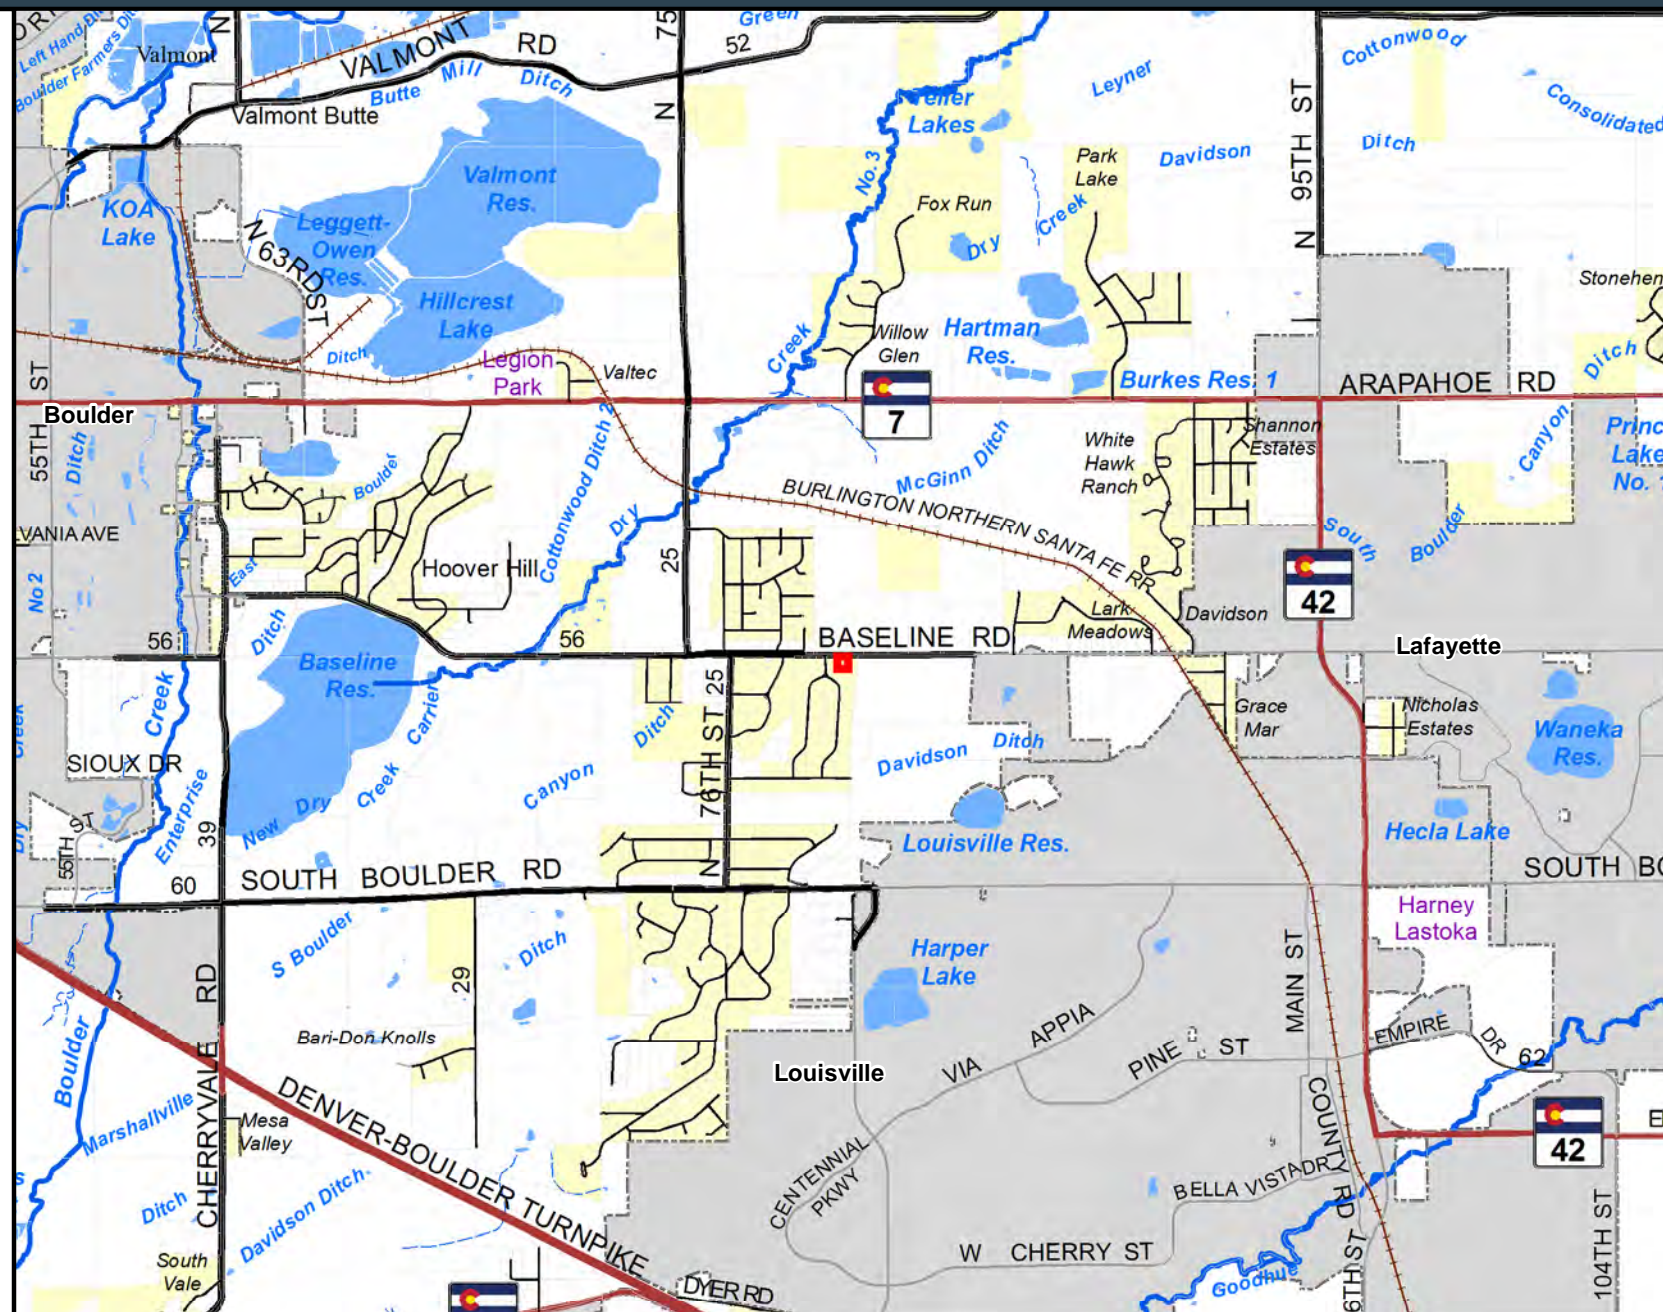 Left Hand Ditch
Boulder Farmers Ditch
Valmont
N
VALMONT RD
Butte Mill Ditch
Valmont Butte
N
75
52
Green
Teller
Lakes
Leyner
Cottonwood
Consolidated
Ditch
N 95TH ST
KOA
Lake
N 63RD ST
Leggett-
Owen
Res.
Valmont
Res.
Hillcrest
Lake
No. 3
Fox Run
Park
Lake
Davidson
Creek
Dry
Stonehen
Ditch
Legion
Park
Valtec
Creek
Willow
Glen
Hartman
Res.
Burkes Res. 1
ARAPAHOE RD
Ditch
55TH ST
Boulder
7
Ditch
Boulder
Cottonwood Ditch 2
McGinn Ditch
White
Hawk
Ranch
Shannon
Estates
Canyon
Princ
Lake
No. 1
VANIA AVE
No 2
East
Hoover Hill
Dry
25
BURLINGTON NORTHERN SANTA FE RR
South
Boulder
42
Ditch
56
56
Lark
Meadows
Davidson
BASELINE RD
Lafayette
Baseline
Res.
Creek
Creek
Carrier
Ditch
N 76TH ST 25
Grace
Mar
Nicholas
Estates
Waneka
Res.
SIOUX DR
Davidson
Ditch
Enterprise
New Dry Creek
Canyon
Dry
55TH ST
39
Louisville Res.
Hecla Lake
60
SOUTH BOULDER RD
SOUTH BO
S Boulder
Ditch
29
Harper
Lake
MAIN ST
Harney
Lastoka
Boulder
CHERRYVALE RD
Bari-Don Knolls
Louisville
VIA APPIA
PINE ST
EMPIRE DR
62
DENVER-BOULDER TURNPIKE
Marshallville
Ditch
Mesa
Valley
Davidson Ditch
CENTENNIAL
PKWY
COUNTY RD
BELLA VISTA DR
42
South
Vale
W CHERRY ST
DYER RD
Goodhue
96TH ST
104TH ST